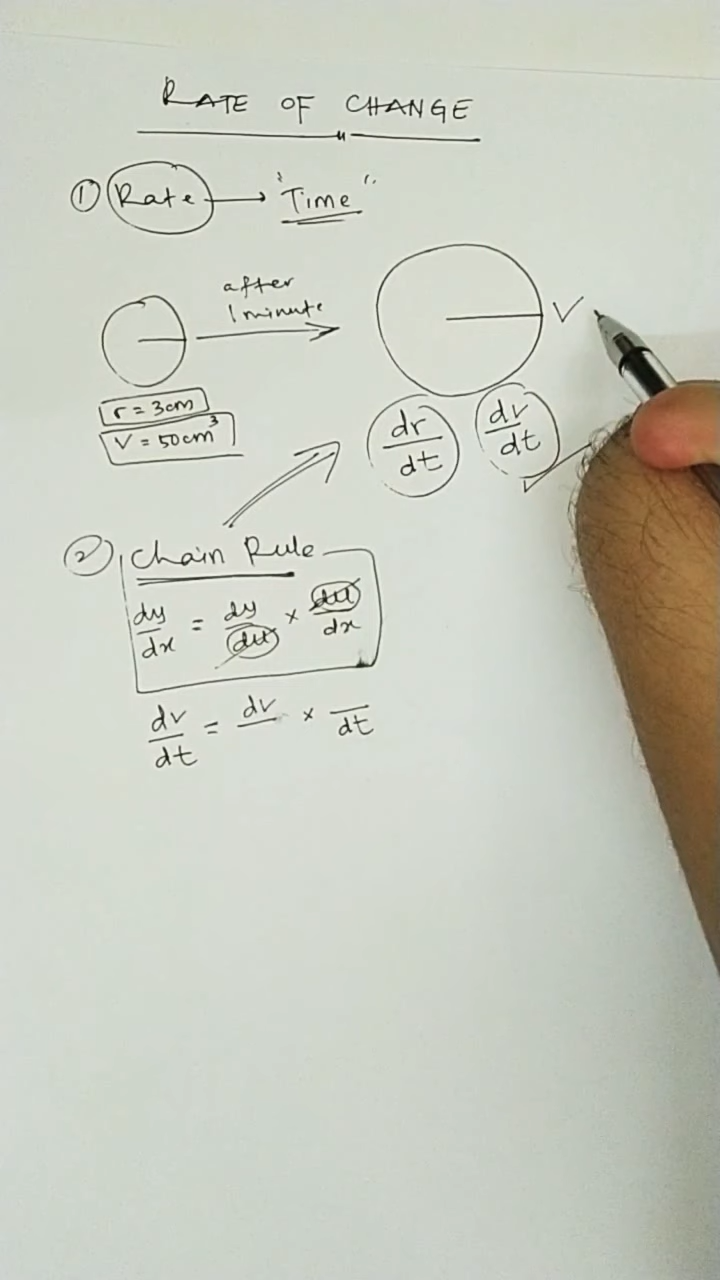 RATE OF CHANGE
① Rate → "Time"
after
1 minute
V
r = 3cm
V = 50cm³
dr/dt dv/dt
② Chain Rule
dy/dx = dy/du × du/dx
dv/dt = dv/ × /dt